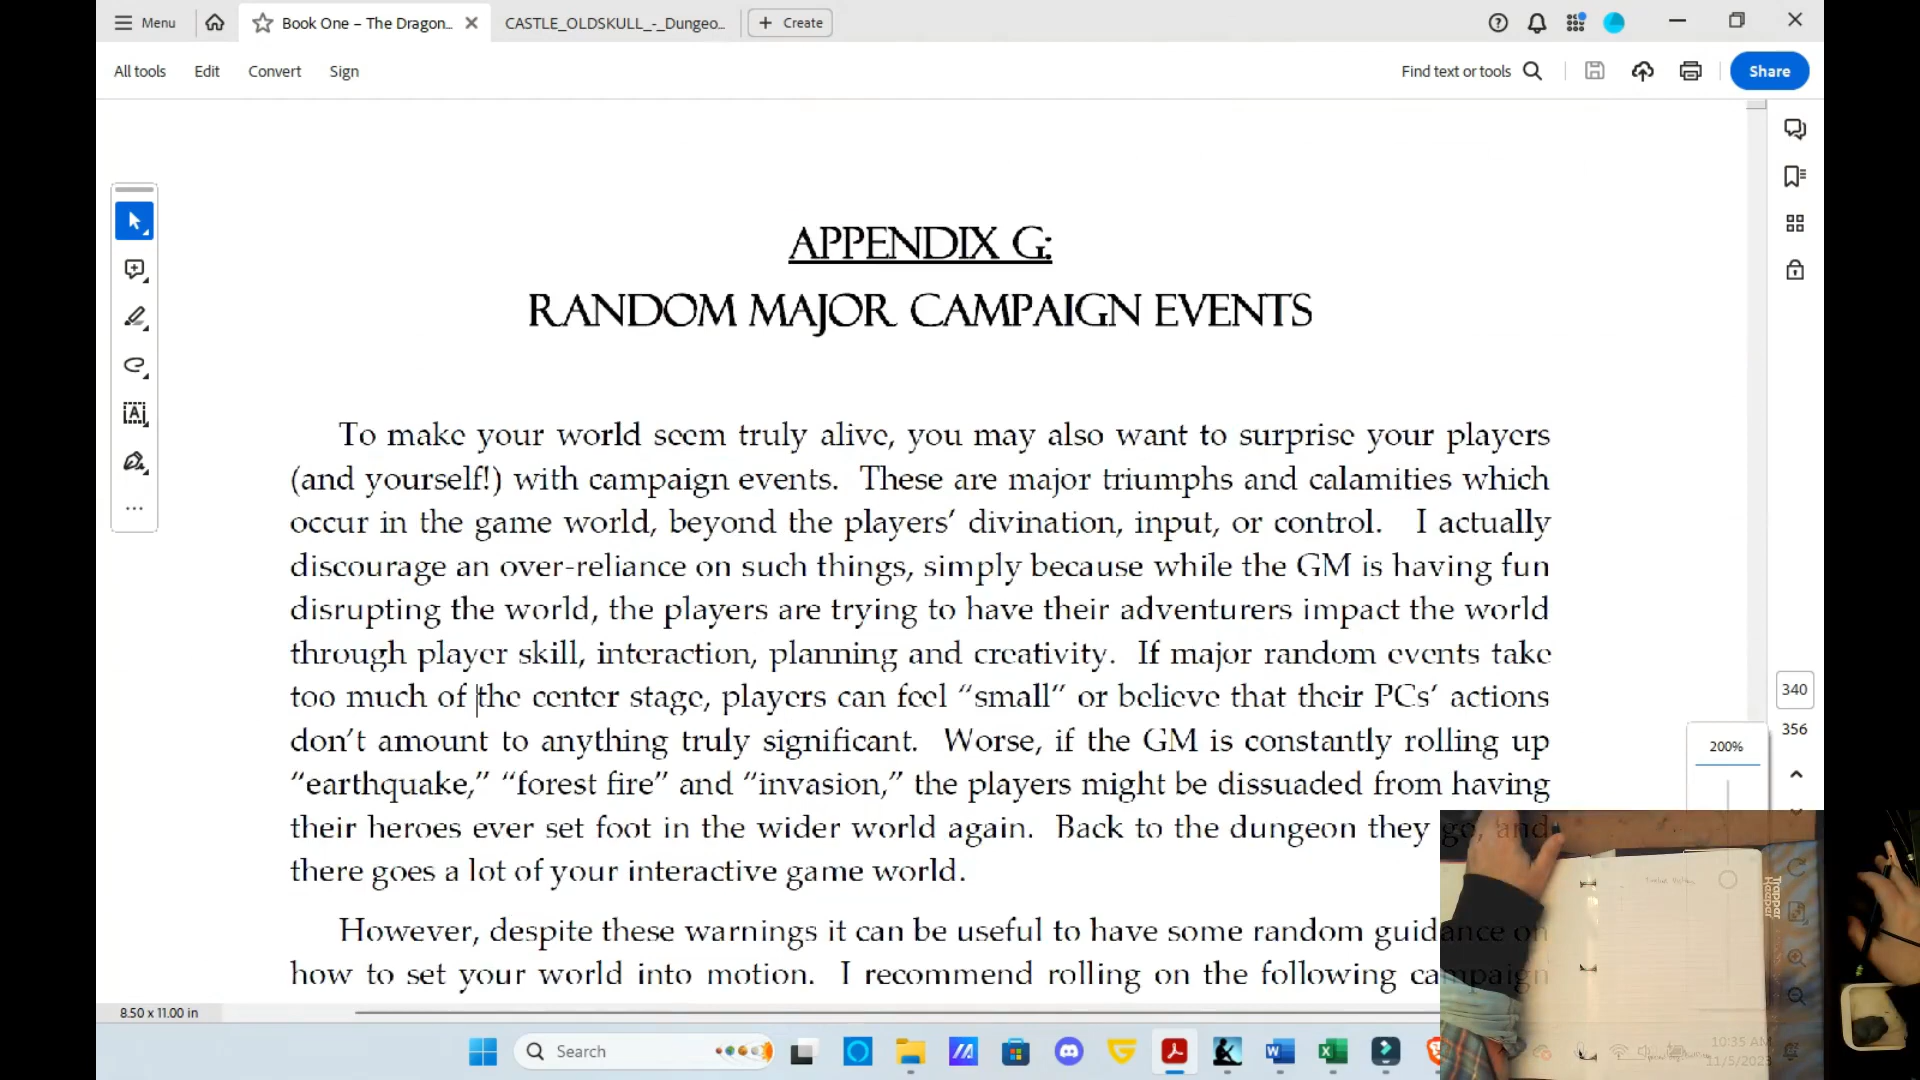 Menu
Book One – The Dragon...
CASTLE_OLDSKULL_-_Dungeo...
Create
All tools
Edit
Convert
Sign
Find text or tools
Share
APPENDIX G:
RANDOM MAJOR CAMPAIGN EVENTS
To make your world seem truly alive, you may also want to surprise your players
(and yourself!) with campaign events. These are major triumphs and calamities which
occur in the game world, beyond the players’ divination, input, or control. I actually
discourage an over-reliance on such things, simply because while the GM is having fun
disrupting the world, the players are trying to have their adventurers impact the world
through player skill, interaction, planning and creativity. If major random events take
too much of the center stage, players can feel “small” or believe that their PCs’ actions
don’t amount to anything truly significant. Worse, if the GM is constantly rolling up
“earthquake,” “forest fire” and “invasion,” the players might be dissuaded from having
their heroes ever set foot in the wider world again. Back to the dungeon they go, and
there goes a lot of your interactive game world.
However, despite these warnings it can be useful to have some random guidance on
how to set your world into motion. I recommend rolling on the following campaign
340
356
200%
8.50 x 11.00 in
Search
Trapper Keeper
10:35 AM